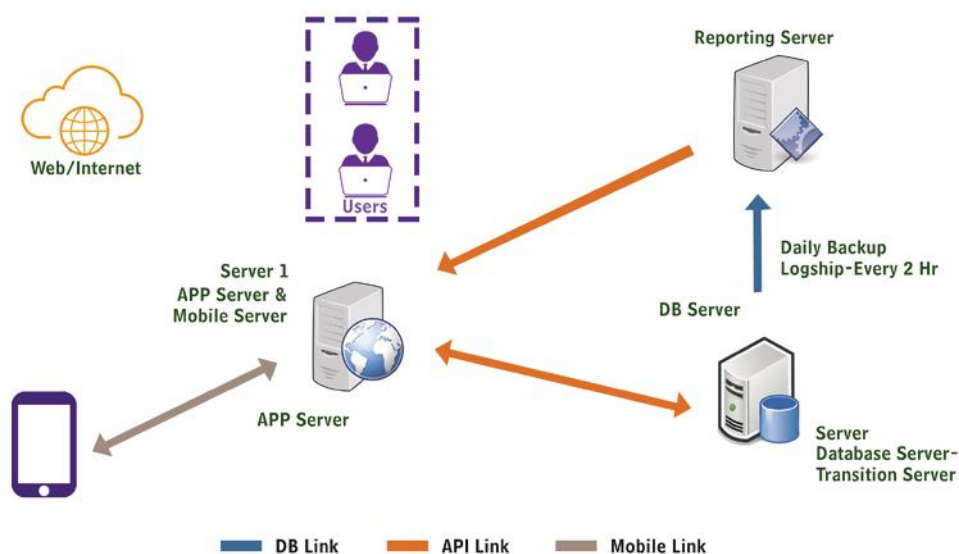 Reporting Server
Web/Internet
Users
Server 1
APP Server &
Mobile Server
APP Server
Daily Backup
Logship-Every 2 Hr
DB Server
Server
Database Server-
Transition Server
DB Link
API Link
Mobile Link